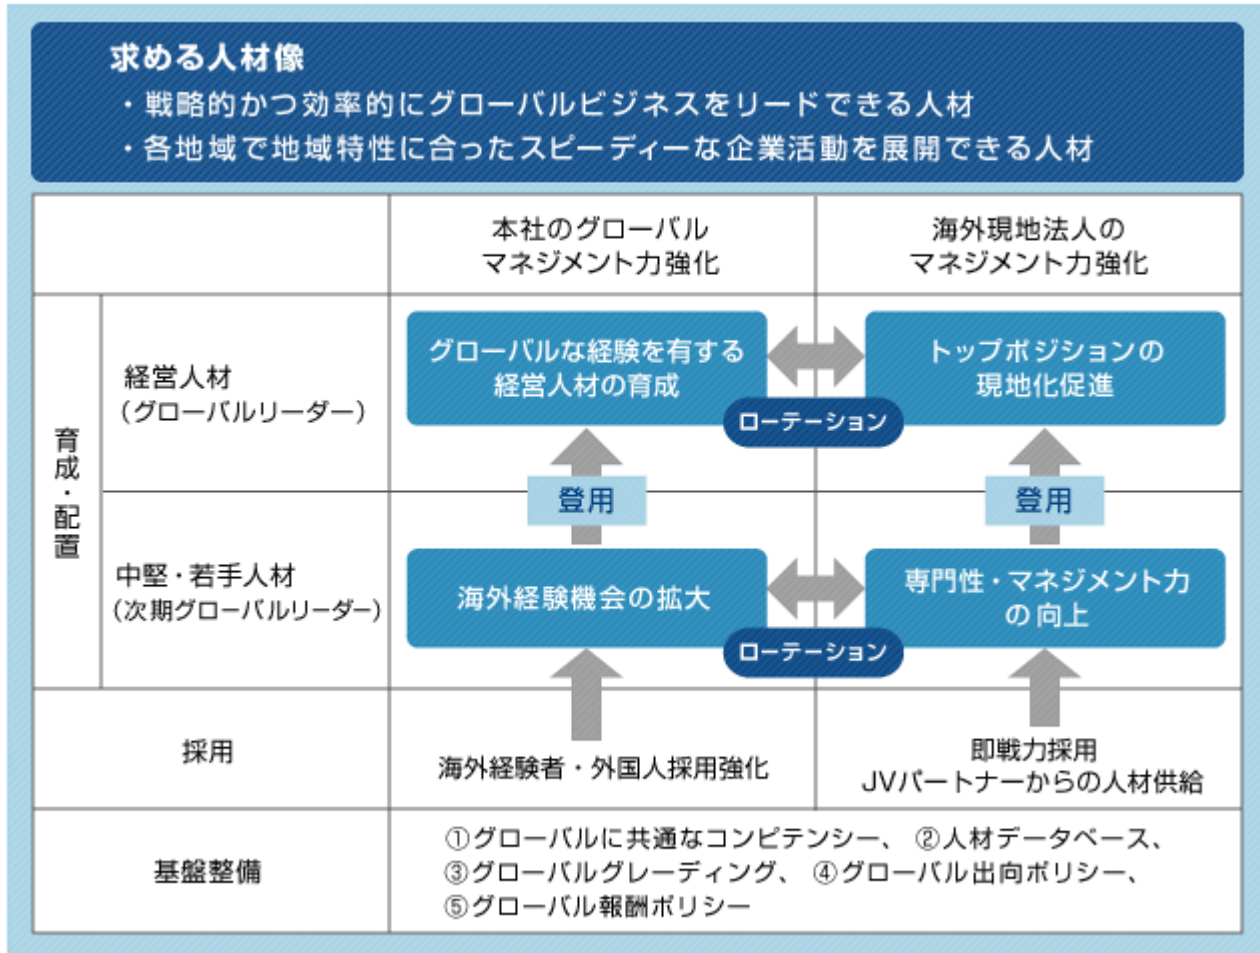 求める人材像
・戦略的かつ効率的にグローバルビジネスをリードできる人材
・各地域で地域特性に合ったスピーディーな企業活動を展開できる人材
本社のグローバル
マネジメント力強化
海外現地法人の
マネジメント力強化
育成・配置
経営人材
（グローバルリーダー）
グローバルな経験を有する
経営人材の育成
ローテーション
トップポジションの
現地化促進
登用
登用
中堅・若手人材
（次期グローバルリーダー）
海外経験機会の拡大
ローテーション
専門性・マネジメント力
の向上
採用
海外経験者・外国人採用強化
即戦力採用
JVパートナーからの人材供給
基盤整備
①グローバルに共通なコンピテンシー、②人材データベース、
③グローバルグレーディング、④グローバル出向ポリシー、
⑤グローバル報酬ポリシー